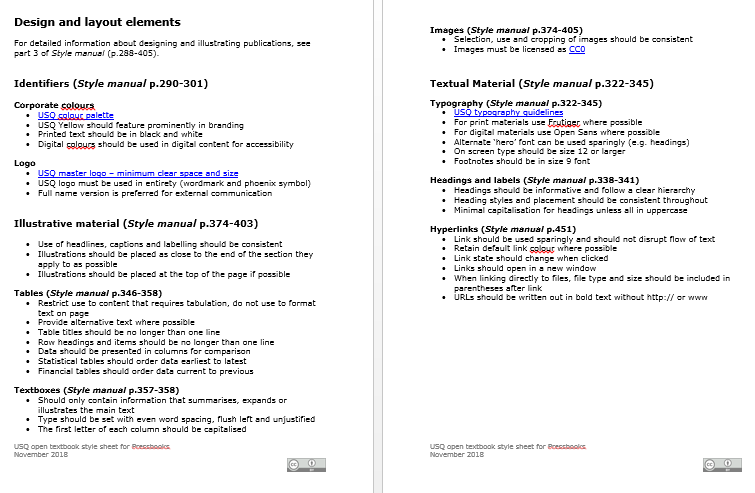 Design and layout elements
For detailed information about designing and illustrating publications, see
part 3 of Style manual (p.288-405).
Identifiers (Style manual p.290-301)
Corporate colours
• USQ colour palette
• USQ Yellow should feature prominently in branding
• Printed text should be in black and white
• Digital colours should be used in digital content for accessibility
Logo
• USQ master logo – minimum clear space and size
• USQ logo must be used in entirety (wordmark and phoenix symbol)
• Full name version is preferred for external communication
Illustrative material (Style manual p.374-403)
• Use of headlines, captions and labelling should be consistent
• Illustrations should be placed as close to the end of the section they
apply to as possible
• Illustrations should be placed at the top of the page if possible
Tables (Style manual p.346-358)
• Restrict use to content that requires tabulation, do not use to format
text on page
• Provide alternative text where possible
• Table titles should be no longer than one line
• Row headings and items should be no longer than one line
• Data should be presented in columns for comparison
• Statistical tables should order data earliest to latest
• Financial tables should order data current to previous
Textboxes (Style manual p.357-358)
• Should only contain information that summarises, expands or
illustrates the main text
• Type should be set with even word spacing, flush left and unjustified
• The first letter of each column should be capitalised
USQ open textbook style sheet for Pressbooks
November 2018
Images (Style manual p.374-405)
• Selection, use and cropping of images should be consistent
• Images must be licensed as CC0
Textual Material (Style manual p.322-345)
Typography (Style manual p.322-345)
• USQ typography guidelines
• For print materials use Frutiger where possible
• For digital materials use Open Sans where possible
• Alternate 'hero' font can be used sparingly (e.g. headings)
• On screen type should be size 12 or larger
• Footnotes should be in size 9 font
Headings and labels (Style manual p.338-341)
• Headings should be informative and follow a clear hierarchy
• Heading styles and placement should be consistent throughout
• Minimal capitalisation for headings unless all in uppercase
Hyperlinks (Style manual p.451)
• Link should be used sparingly and should not disrupt flow of text
• Retain default link colour where possible
• Link state should change when clicked
• Links should open in a new window
• When linking directly to files, file type and size should be included in
parentheses after link
• URLs should be written out in bold text without http:// or www
USQ open textbook style sheet for Pressbooks
November 2018